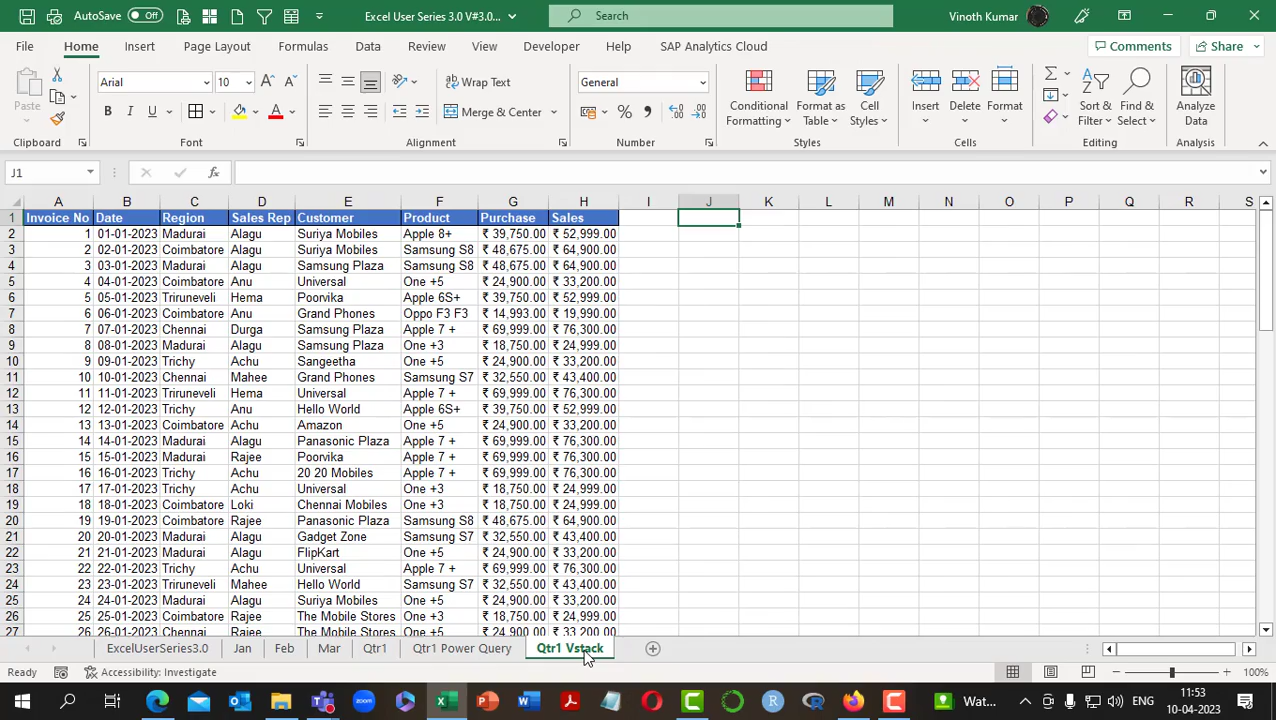 AutoSave Off Excel User Series 3.0 V#3.0... Search Vinoth Kumar
File Home Insert Page Layout Formulas Data Review View Developer Help SAP Analytics Cloud Comments Share
Arial 10 Wrap Text General
Paste B I U Merge & Center Conditional Formatting Format as Table Cell Styles Insert Delete Format Sort & Filter Find & Select Analyze Data
Clipboard Font Alignment Number Styles Cells Editing Analysis
J1 fx
A B C D E F G H I J K L M N O P Q R S
1 Invoice No Date Region Sales Rep Customer Product Purchase Sales
2 1 01-01-2023 Madurai Alagu Suriya Mobiles Apple 8+ ₹ 39,750.00 ₹ 52,999.00
3 2 02-01-2023 Coimbatore Alagu Suriya Mobiles Samsung S8 ₹ 48,675.00 ₹ 64,900.00
4 3 03-01-2023 Madurai Alagu Samsung Plaza Samsung S8 ₹ 48,675.00 ₹ 64,900.00
5 4 04-01-2023 Coimbatore Anu Universal One +5 ₹ 24,900.00 ₹ 33,200.00
6 5 05-01-2023 Triruneveli Hema Poorvika Apple 6S+ ₹ 39,750.00 ₹ 52,999.00
7 6 06-01-2023 Coimbatore Anu Grand Phones Oppo F3 F3 ₹ 14,993.00 ₹ 19,990.00
8 7 07-01-2023 Chennai Durga Samsung Plaza Apple 7 + ₹ 69,999.00 ₹ 76,300.00
9 8 08-01-2023 Madurai Alagu Samsung Plaza One +3 ₹ 18,750.00 ₹ 24,999.00
10 9 09-01-2023 Trichy Achu Sangeetha One +5 ₹ 24,900.00 ₹ 33,200.00
11 10 10-01-2023 Chennai Mahee Grand Phones Samsung S7 ₹ 32,550.00 ₹ 43,400.00
12 11 11-01-2023 Triruneveli Hema Universal Apple 7 + ₹ 69,999.00 ₹ 76,300.00
13 12 12-01-2023 Trichy Anu Hello World Apple 6S+ ₹ 39,750.00 ₹ 52,999.00
14 13 13-01-2023 Coimbatore Achu Amazon One +5 ₹ 24,900.00 ₹ 33,200.00
15 14 14-01-2023 Madurai Alagu Panasonic Plaza Apple 7 + ₹ 69,999.00 ₹ 76,300.00
16 15 15-01-2023 Madurai Rajee Poorvika Apple 7 + ₹ 69,999.00 ₹ 76,300.00
17 16 16-01-2023 Trichy Achu 20 20 Mobiles Apple 7 + ₹ 69,999.00 ₹ 76,300.00
18 17 17-01-2023 Trichy Achu Universal One +3 ₹ 18,750.00 ₹ 24,999.00
19 18 18-01-2023 Coimbatore Loki Chennai Mobiles One +3 ₹ 18,750.00 ₹ 24,999.00
20 19 19-01-2023 Coimbatore Rajee Panasonic Plaza Samsung S8 ₹ 48,675.00 ₹ 64,900.00
21 20 20-01-2023 Madurai Alagu Gadget Zone Samsung S7 ₹ 32,550.00 ₹ 43,400.00
22 21 21-01-2023 Madurai Alagu FlipKart One +5 ₹ 24,900.00 ₹ 33,200.00
23 22 22-01-2023 Trichy Achu Universal Apple 7 + ₹ 69,999.00 ₹ 76,300.00
24 23 23-01-2023 Triruneveli Mahee Hello World Samsung S7 ₹ 32,550.00 ₹ 43,400.00
25 24 24-01-2023 Madurai Alagu Suriya Mobiles One +5 ₹ 24,900.00 ₹ 33,200.00
26 25 25-01-2023 Coimbatore Rajee The Mobile Stores One +3 ₹ 18,750.00 ₹ 24,999.00
27 26 26-01-2023 Chennai Rajee The Mobile Stores One +5 ₹ 24,900.00 ₹ 33,200.00
ExcelUserSeries3.0 Jan Feb Mar Qtr1 Qtr1 Power Query Qtr1 Vstack
Ready Accessibility: Investigate 100%
Wat... ENG 11:53
10-04-2023